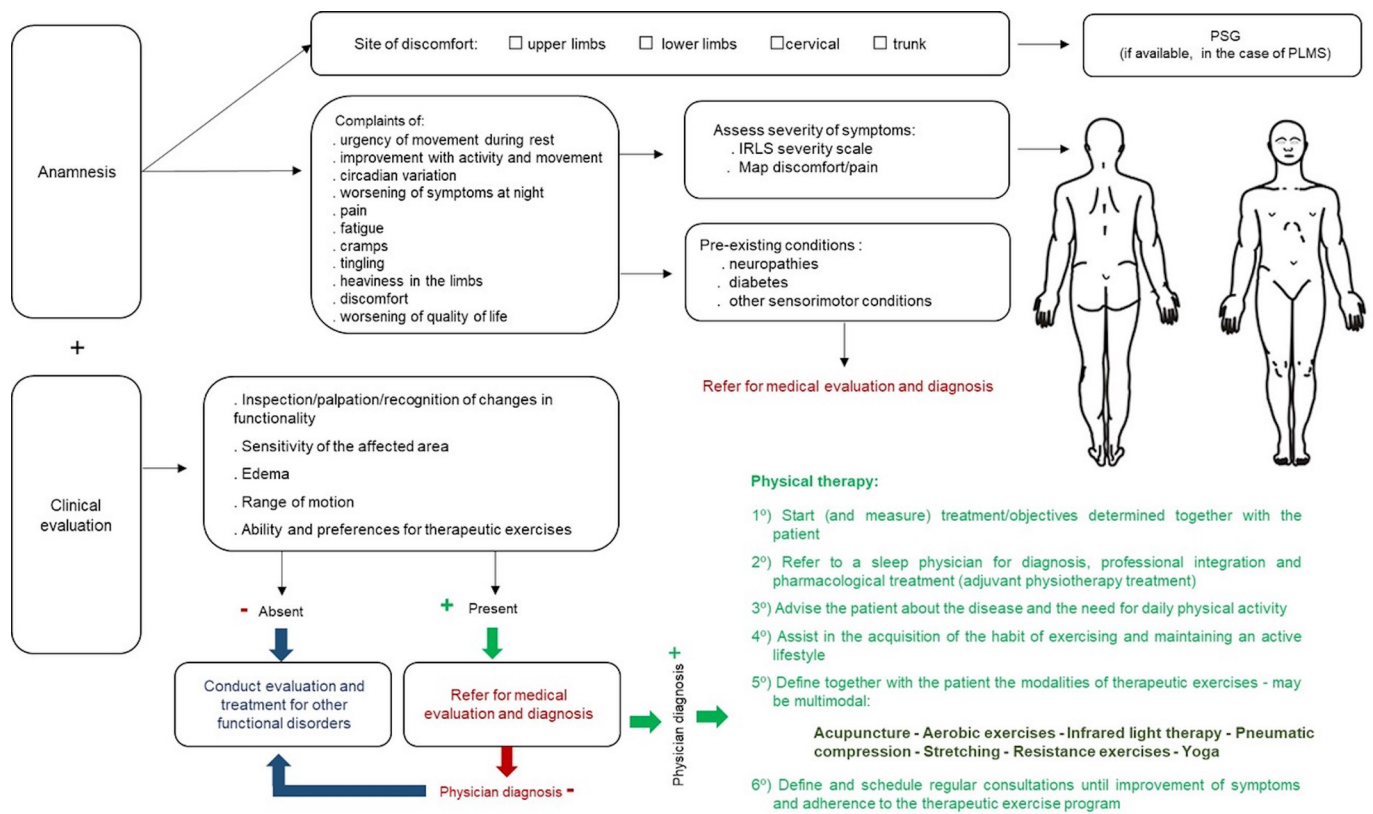 Anamnesis
Site of discomfort: ☐ upper limbs ☐ lower limbs ☐cervical ☐ trunk
PSG
(if available, in the case of PLMS)
Complaints of:
. urgency of movement during rest
. improvement with activity and movement
. circadian variation
. worsening of symptoms at night
. pain
. fatigue
. cramps
. tingling
. heaviness in the limbs
. discomfort
. worsening of quality of life
Assess severity of symptoms:
. IRLS severity scale
. Map discomfort/pain
Pre-existing conditions :
. neuropathies
. diabetes
. other sensorimotor conditions
Refer for medical evaluation and diagnosis
+
Clinical
evaluation
. Inspection/palpation/recognition of changes in
functionality
. Sensitivity of the affected area
. Edema
. Range of motion
. Ability and preferences for therapeutic exercises
- Absent
+ Present
Conduct evaluation and
treatment for other
functional disorders
Refer for medical
evaluation and diagnosis
Physician diagnosis -
Physician diagnosis +
Physical therapy:
1º) Start (and measure) treatment/objectives determined together with the
patient
2º) Refer to a sleep physician for diagnosis, professional integration and
pharmacological treatment (adjuvant physiotherapy treatment)
3º) Advise the patient about the disease and the need for daily physical activity
4º) Assist in the acquisition of the habit of exercising and maintaining an active
lifestyle
5º) Define together with the patient the modalities of therapeutic exercises - may
be multimodal:
Acupuncture - Aerobic exercises - Infrared light therapy - Pneumatic
compression - Stretching - Resistance exercises - Yoga
6º) Define and schedule regular consultations until improvement of symptoms
and adherence to the therapeutic exercise program